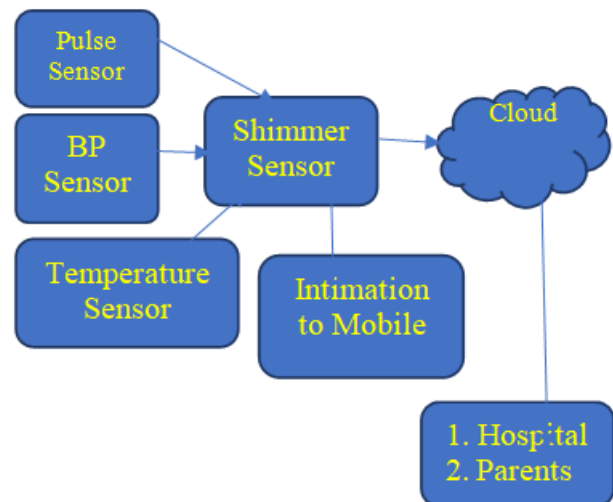 Pulse
Sensor
BP
Sensor
Shimmer
Sensor
Cloud
Temperature
Sensor
Intimation
to Mobile
1. Hospital
2. Parents